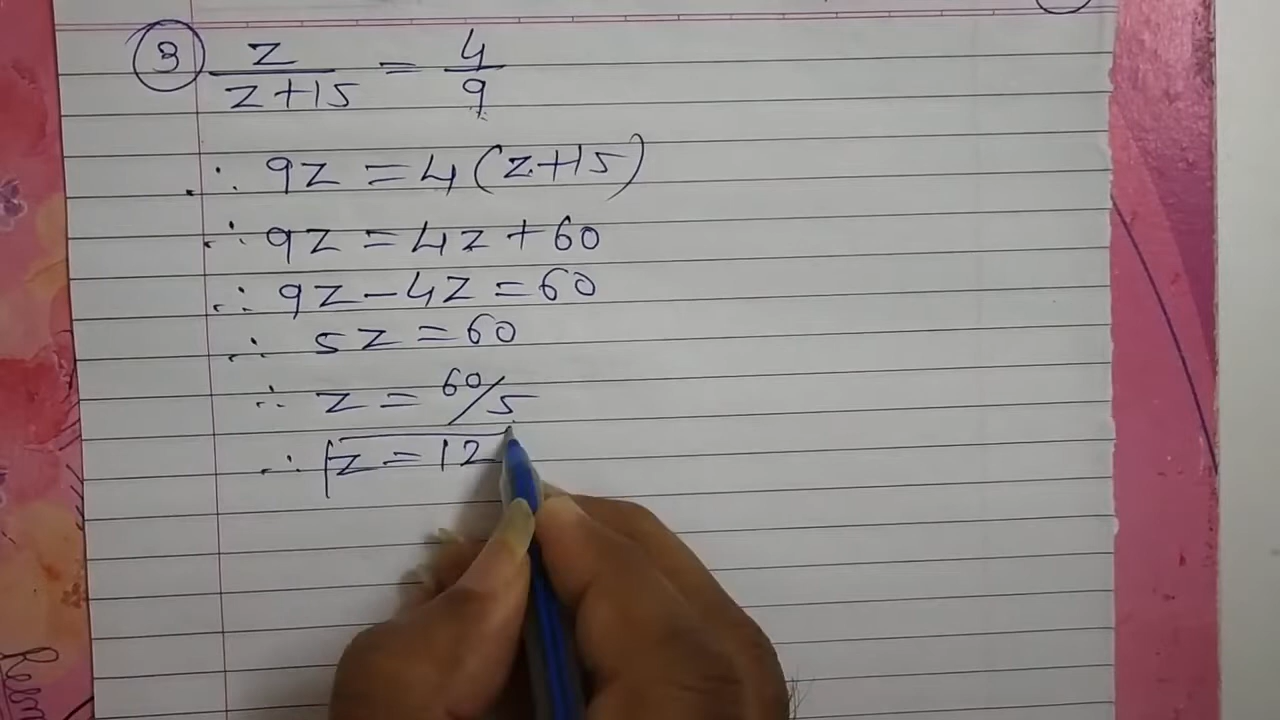 ③ z/(z+15) = 4/9
∴ 9z = 4(z+15)
∴ 9z = 4z + 60
∴ 9z - 4z = 60
∴ 5z = 60
∴ z = 60/5
∴ z = 12